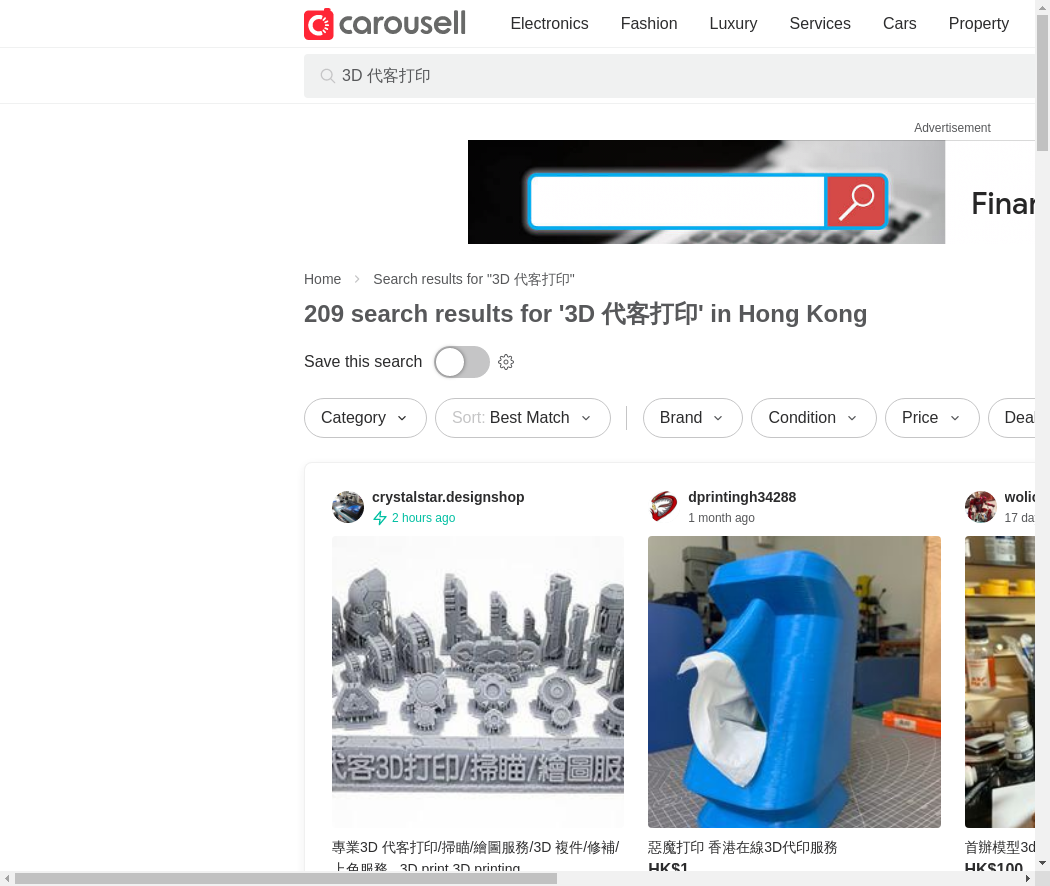 carousell
Electronics
Fashion
Luxury
Services
Cars
Property
3D 代客打印
Advertisement
Home
Search results for "3D 代客打印"
209 search results for '3D 代客打印' in Hong Kong
Save this search
Category
Sort: Best Match
Brand
Condition
Price
crystalstar.designshop
2 hours ago
dprintingh34288
1 month ago
17
代客3D打印/掃瞄/繪圖服
專業3D 代客打印/掃瞄/繪圖服務/3D 複件/修補/
上色服務 3D print 3D printing
惡魔打印 香港在線3D代印服務
HK$1
首辦模型3d
HK$100